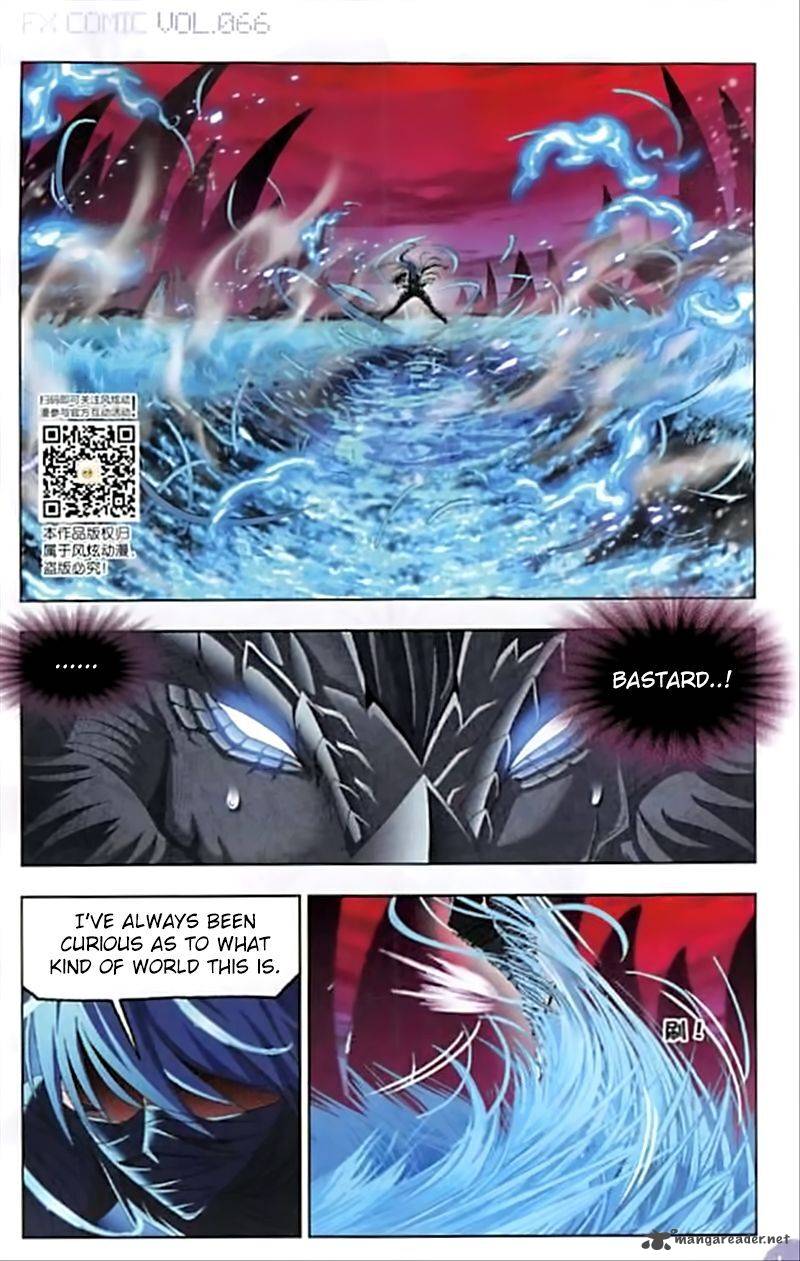 FX COMIC VOL.066
扫码即可关注风炫动
漫参与官方互动活动。
本作品版权归
属于风炫动漫，
盗版必究！
......
BASTARD..!
I'VE ALWAYS BEEN
CURIOUS AS TO WHAT
KIND OF WORLD THIS IS.
刷！
mangareader.net